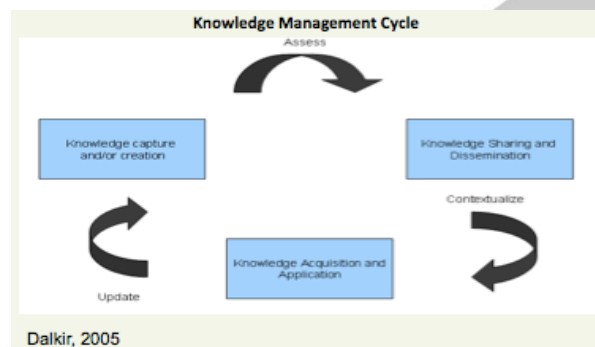 Knowledge Management Cycle
Assess
Knowledge capture
and/or creation
Knowledge Sharing and
Dissemination
Contextualize
Knowledge Acquisition and
Application
Update
Dalkir, 2005